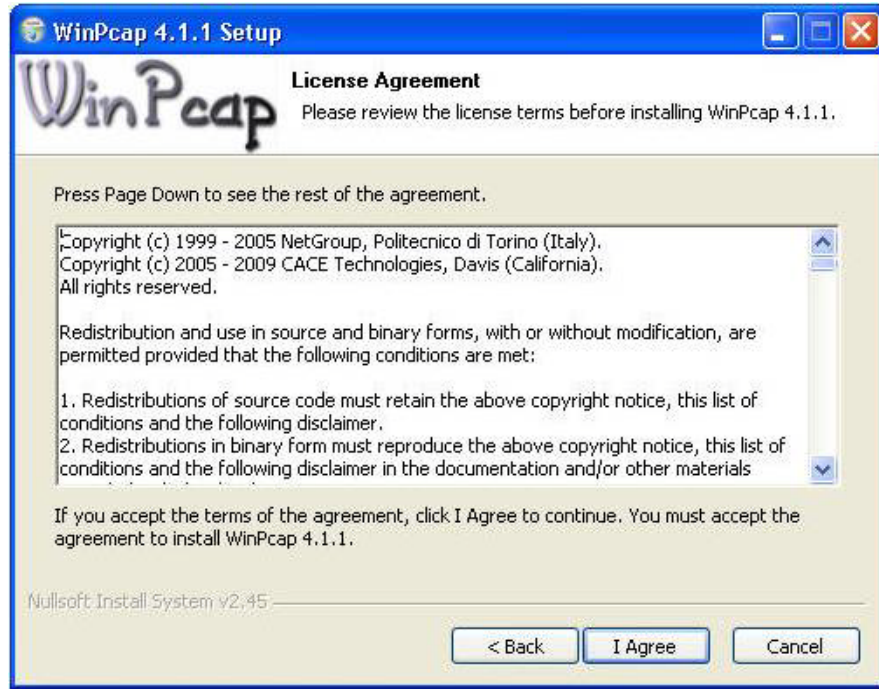 WinPcap 4.1.1 Setup
WinPcap
License Agreement
Please review the license terms before installing WinPcap 4.1.1.
Press Page Down to see the rest of the agreement.
Copyright (c) 1999 - 2005 NetGroup, Politecnico di Torino (Italy).
Copyright (c) 2005 - 2009 CACE Technologies, Davis (California).
All rights reserved.
Redistribution and use in source and binary forms, with or without modification, are
permitted provided that the following conditions are met:
1. Redistributions of source code must retain the above copyright notice, this list of
conditions and the following disclaimer.
2. Redistributions in binary form must reproduce the above copyright notice, this list of
conditions and the following disclaimer in the documentation and/or other materials
If you accept the terms of the agreement, click I Agree to continue. You must accept the
agreement to install WinPcap 4.1.1.
Nullsoft Install System v2.45
< Back
I Agree
Cancel